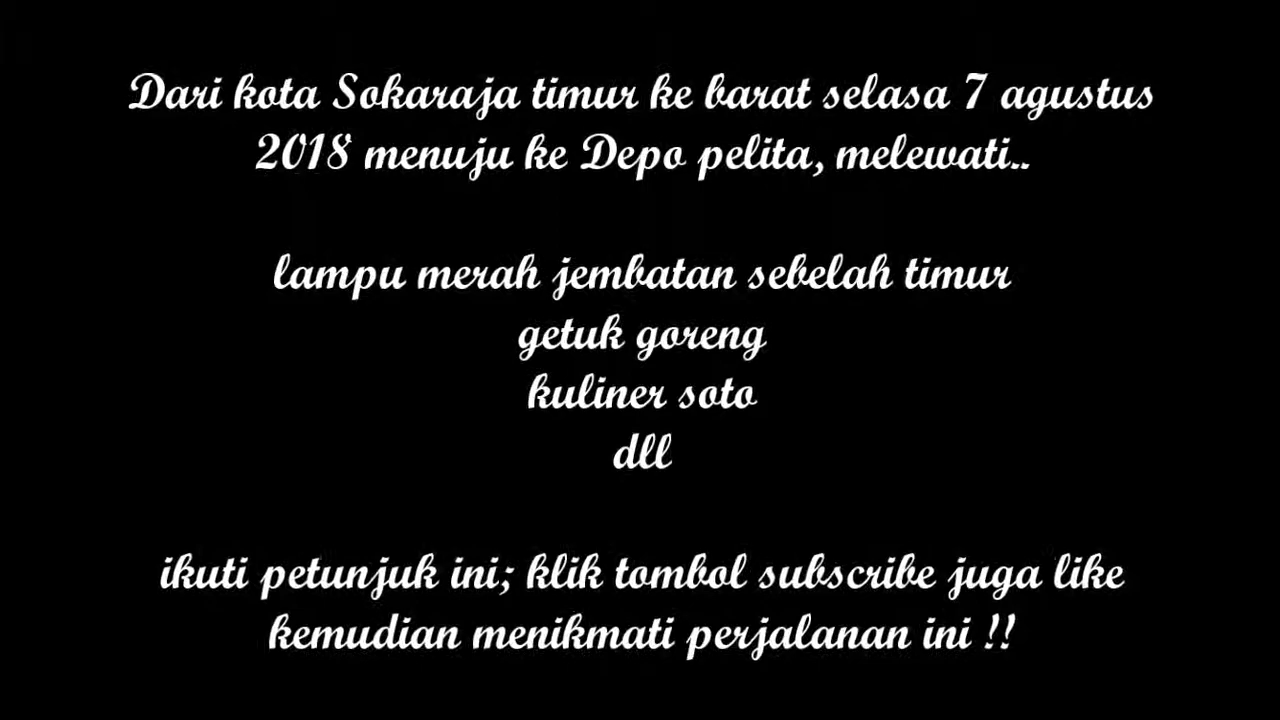 Dari kota Sokaraja timur ke barat selasa 7 agustus
2018 menuju ke Depo pelita, melewati..
lampu merah jembatan sebelah timur
getuk goreng
kuliner soto
dll
ikuti petunjuk ini; klik tombol subscribe juga like
kemudian menikmati perjalanan ini !!